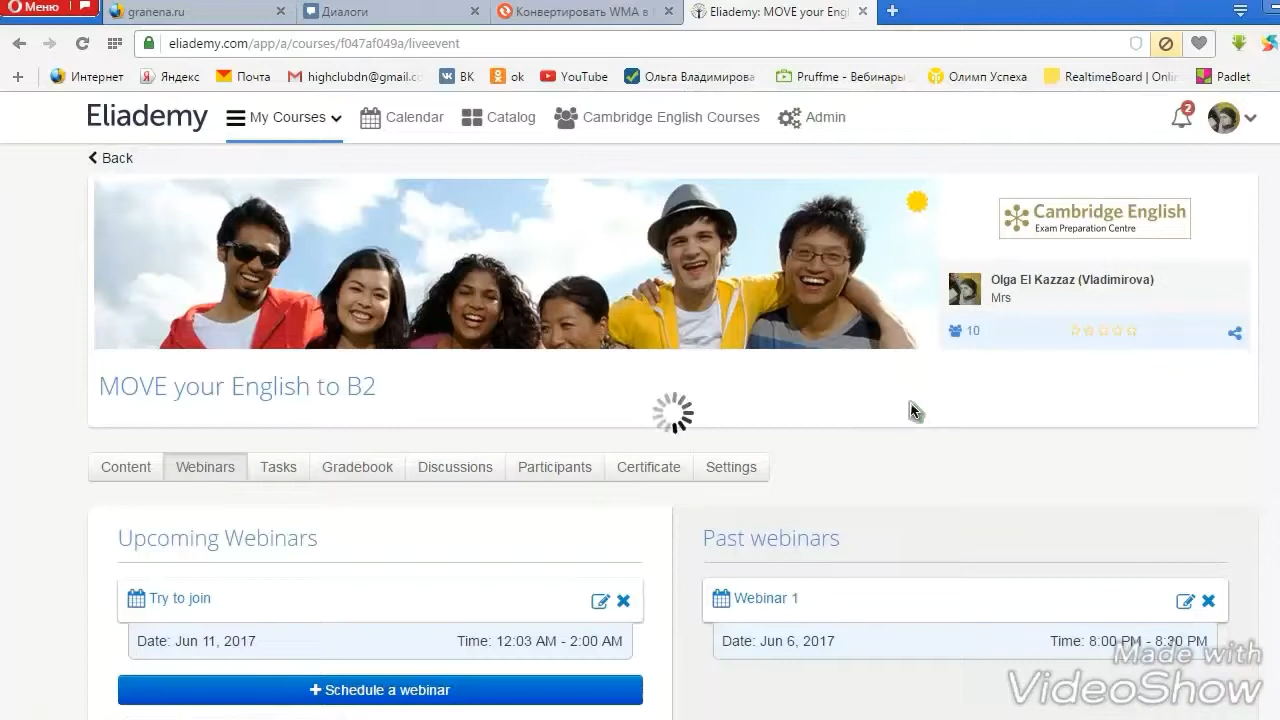 Меню
granena.ru
Диалоги
Конвертировать WMA в
Eliademy: MOVE your Engl
eliademy.com/app/a/courses/f047af049a/liveevent
Интернет
Яндекс
Почта
highclubdn@gmail.c
ВК
ok
YouTube
Ольга Владимирова
Pruffme - Вебинары
Олимп Успеха
RealtimeBoard | Onli
Padlet
Eliademy
My Courses
Calendar
Catalog
Cambridge English Courses
Admin
2
Back
Cambridge English
Exam Preparation Centre
Olga El Kazzaz (Vladimirova)
Mrs
10
MOVE your English to B2
Content
Webinars
Tasks
Gradebook
Discussions
Participants
Certificate
Settings
Upcoming Webinars
Past webinars
Try to join
Webinar 1
Date: Jun 11, 2017
Time: 12:03 AM - 2:00 AM
Date: Jun 6, 2017
Time: 8:00 PM - 8:30 PM
Schedule a webinar
Made with
VideoShow